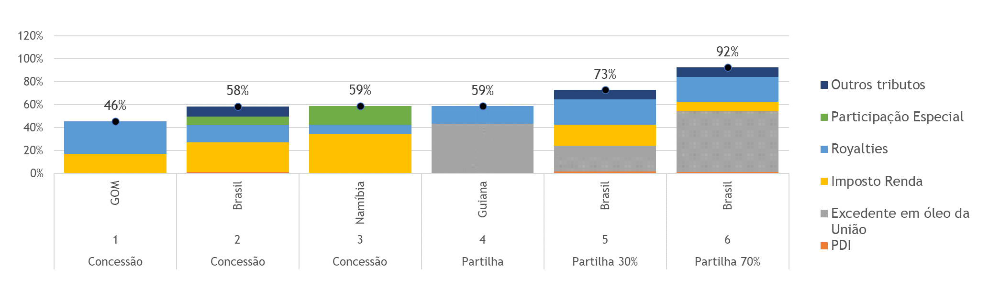 120%
100%
80%
60%
40%
20%
0%
46%
58%
59%
59%
73%
92%
GOM
Brasil
Namíbia
Guiana
Brasil
Brasil
1
2
3
4
5
6
Concessão
Concessão
Concessão
Partilha
Partilha 30%
Partilha 70%
Outros tributos
Participação Especial
Royalties
Imposto Renda
Excedente em óleo da
União
PDI